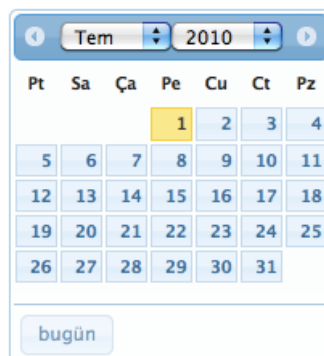 Tem 2010
Pt Sa Ça Pe Cu Ct Pz
1 2 3 4
5 6 7 8 9 10 11
12 13 14 15 16 17 18
19 20 21 22 23 24 25
26 27 28 29 30 31
bugün